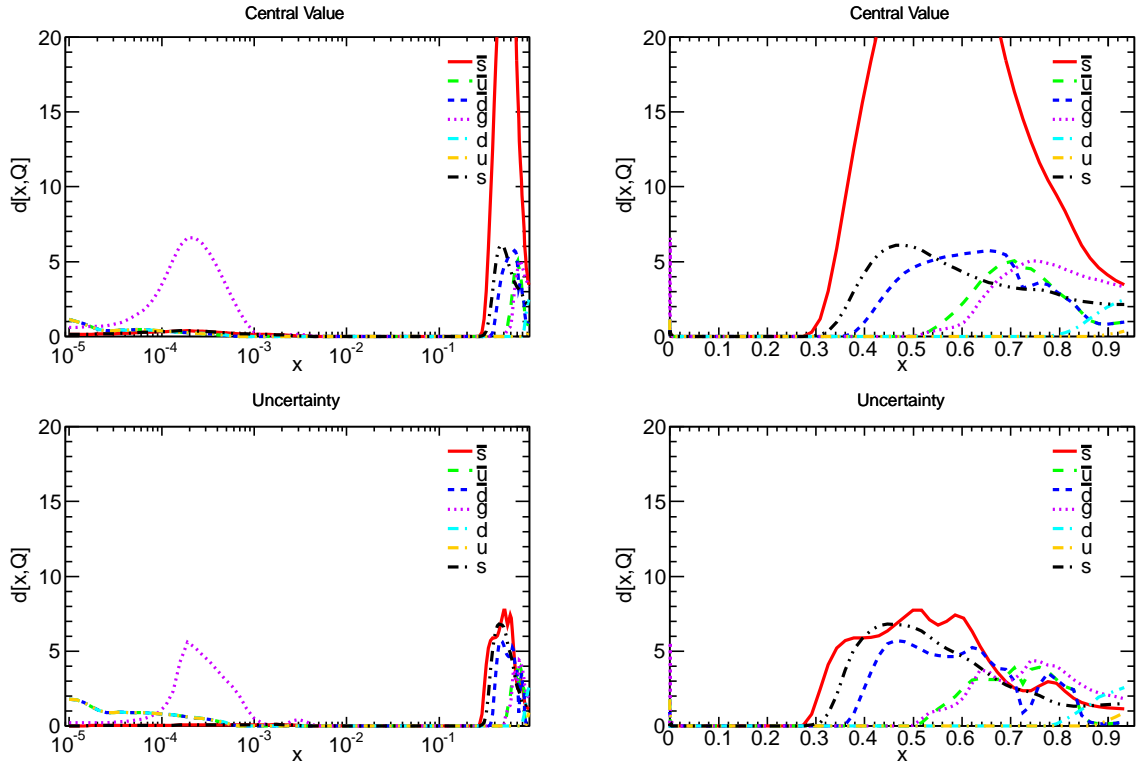 Central Value
20
15
10
5
0
d[x,Q]
s̅
u̅
d̅
g
d
u
s
10⁻⁵ 10⁻⁴ 10⁻³ 10⁻² 10⁻¹
x
Central Value
20
15
10
5
0
d[x,Q]
s̅
u̅
d̅
g
d
u
s
0 0.1 0.2 0.3 0.4 0.5 0.6 0.7 0.8 0.9
x
Uncertainty
20
15
10
5
0
d[x,Q]
s̅
u̅
d̅
g
d
u
s
10⁻⁵ 10⁻⁴ 10⁻³ 10⁻² 10⁻¹
x
Uncertainty
20
15
10
5
0
d[x,Q]
s̅
u̅
d̅
g
d
u
s
0 0.1 0.2 0.3 0.4 0.5 0.6 0.7 0.8 0.9
x